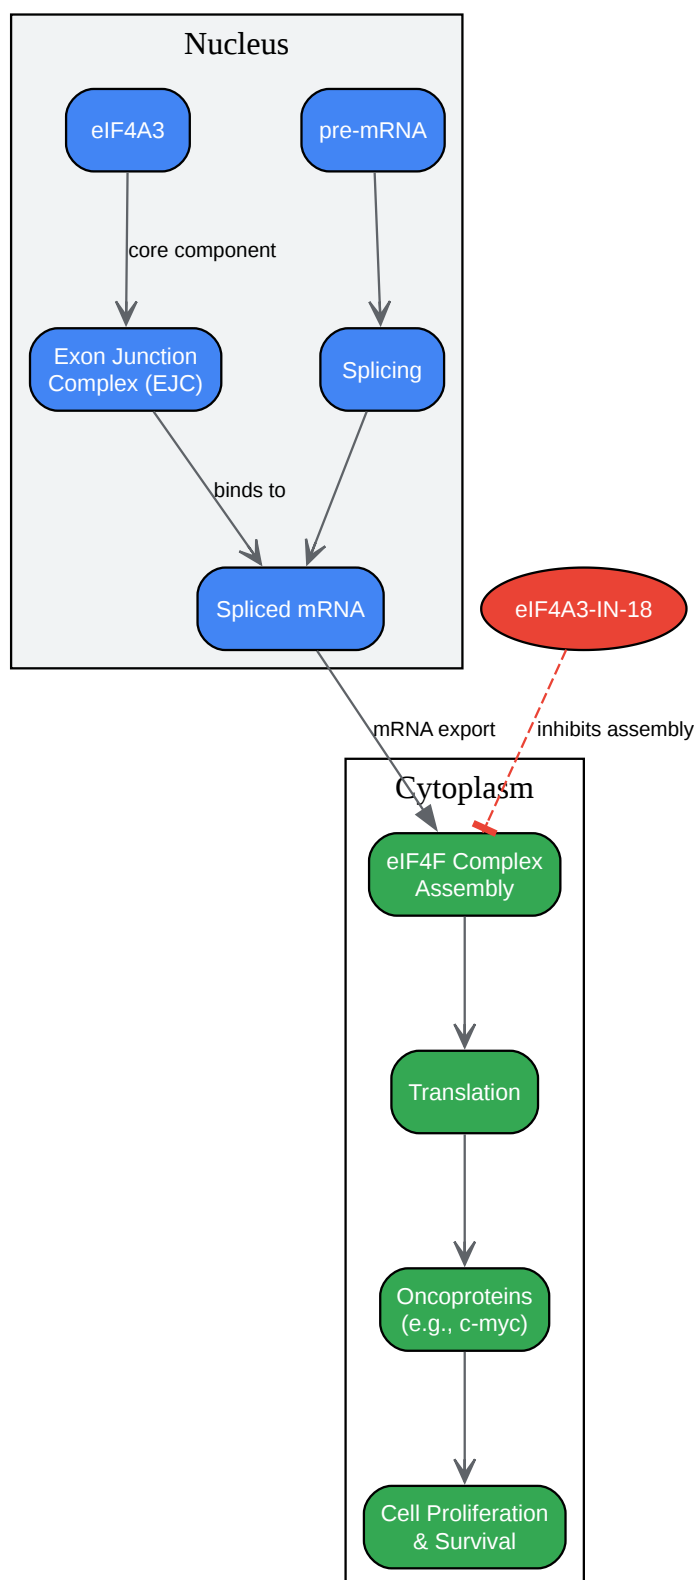 Nucleus
eIF4A3
pre-mRNA
core component
Exon Junction
Complex (EJC)
Splicing
binds to
Spliced mRNA
eIF4A3-IN-18
mRNA export
inhibits assembly
Cytoplasm
eIF4F Complex
Assembly
Translation
Oncoproteins
(e.g., c-myc)
Cell Proliferation
& Survival